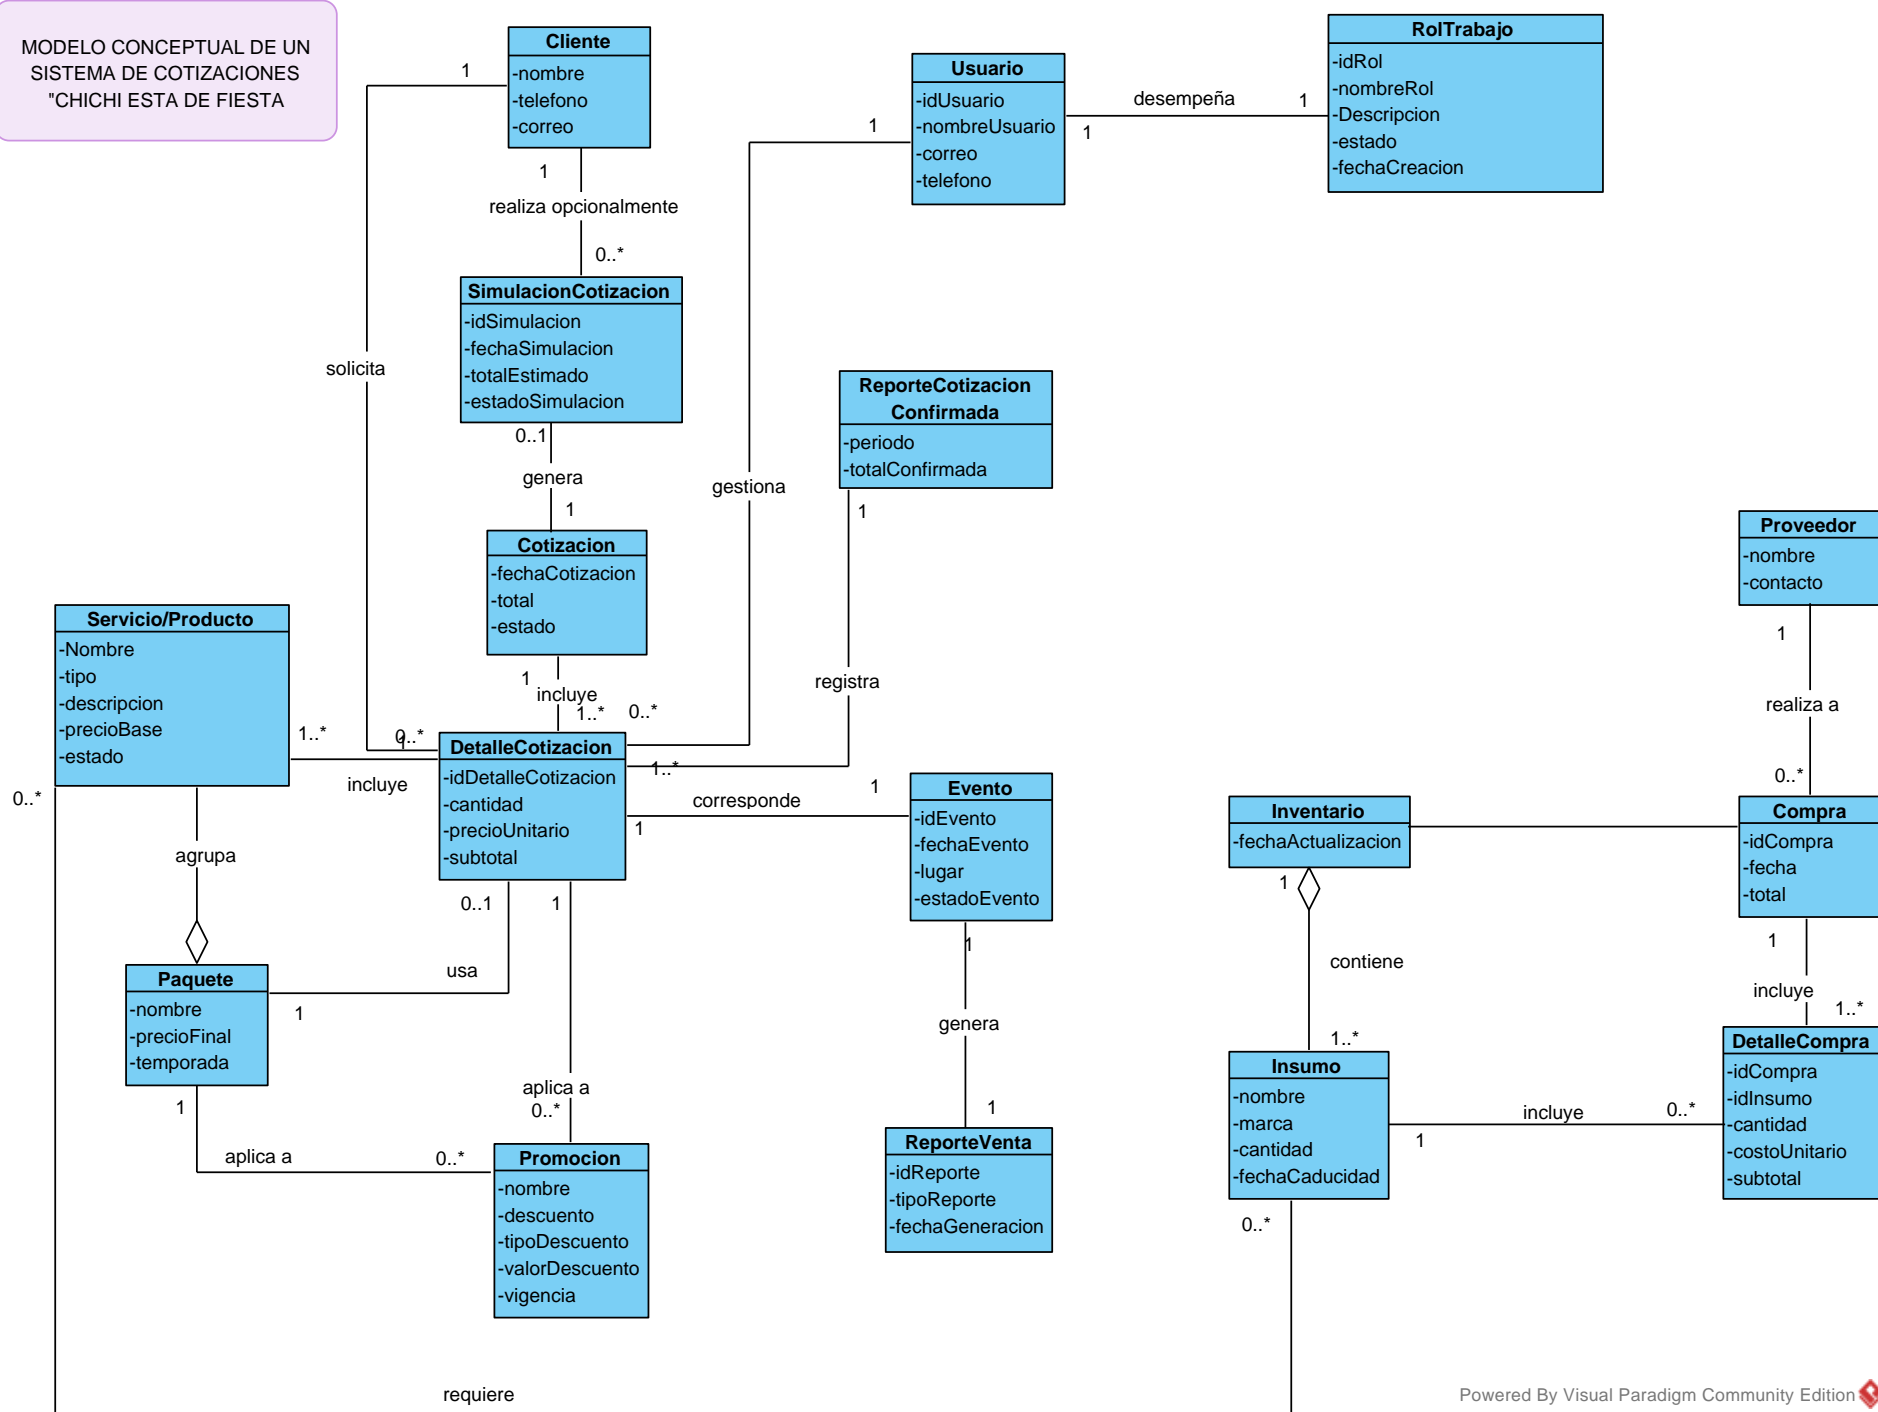 MODELO CONCEPTUAL DE UN
SISTEMA DE COTIZACIONES
"CHICHI ESTA DE FIESTA
Cliente
-nombre
-telefono
-correo
1
1
realiza opcionalmente
0..*
solicita
0..*
Usuario
-idUsuario
-nombreUsuario
-correo
-telefono
1
desempeña
1
1
RolTrabajo
-idRol
-nombreRol
-Descripcion
-estado
-fechaCreacion
SimulacionCotizacion
-idSimulacion
-fechaSimulacion
-totalEstimado
-estadoSimulacion
0..1
genera
1
gestiona
0..*
ReporteCotizacion
Confirmada
-periodo
-totalConfirmada
1
registra
1..*
Cotizacion
-fechaCotizacion
-total
-estado
1
incluye
1..*
Proveedor
-nombre
-contacto
1
realiza a
0..*
Servicio/Producto
-Nombre
-tipo
-descripcion
-precioBase
-estado
1..*
1
incluye
0..*
DetalleCotizacion
-idDetalleCotizacion
-cantidad
-precioUnitario
-subtotal
1
corresponde
1
Evento
-idEvento
-fechaEvento
-lugar
-estadoEvento
1
genera
1
Inventario
-fechaActualizacion
1
contiene
1..*
Compra
-idCompra
-fecha
-total
1
incluye
1..*
agrupa
0..1
1
usa
1
Paquete
-nombre
-precioFinal
-temporada
1
aplica a
0..*
aplica a
0..*
Promocion
-nombre
-descuento
-tipoDescuento
-valorDescuento
-vigencia
ReporteVenta
-idReporte
-tipoReporte
-fechaGeneracion
Insumo
-nombre
-marca
-cantidad
-fechaCaducidad
1
incluye
0..*
0..*
DetalleCompra
-idCompra
-idInsumo
-cantidad
-costoUnitario
-subtotal
requiere
Powered By Visual Paradigm Community Edition